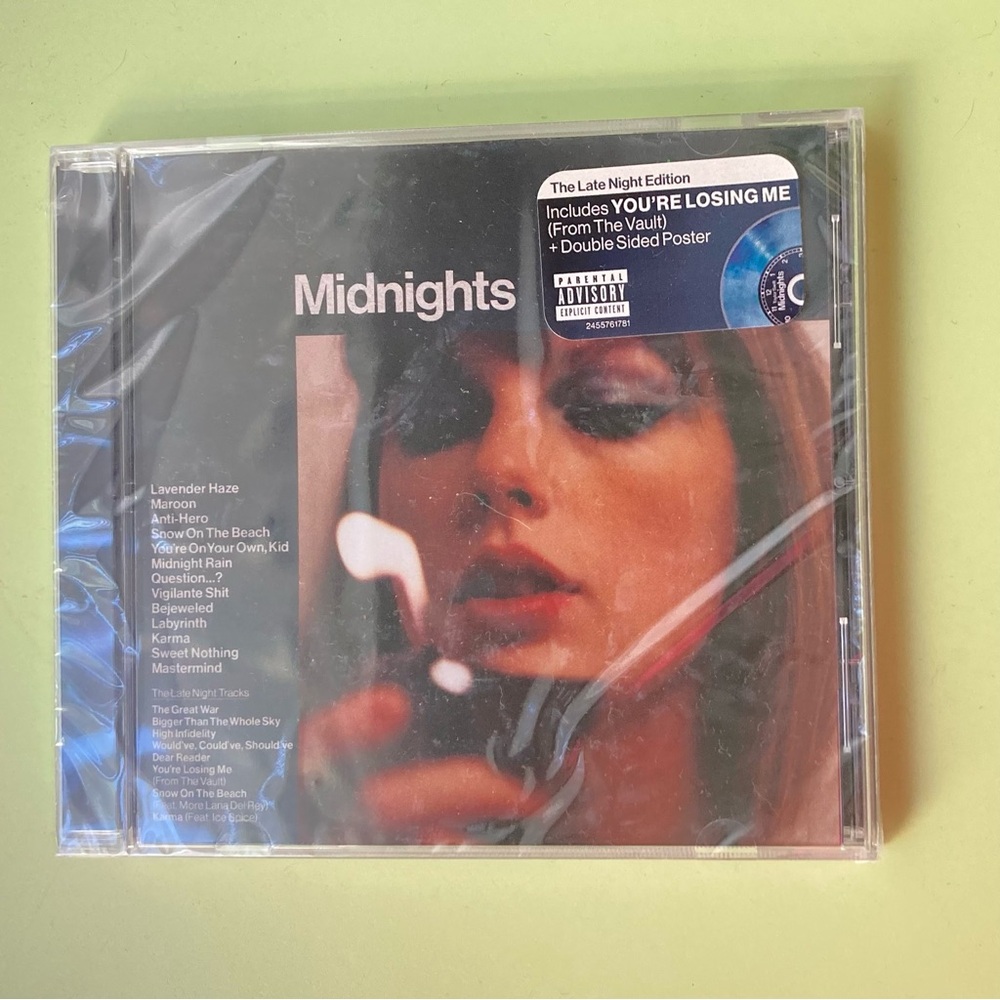 The Late Night Edition
Includes YOU'RE LOSING ME
(From The Vault)
+ Double Sided Poster
PARENTAL
ADVISORY
EXPLICIT CONTENT
2455761781
Midnights
Midnights
Lavender Haze
Maroon
Anti-Hero
Snow On The Beach
You're On Your Own, Kid
Midnight Rain
Question...?
Vigilante Shit
Bejeweled
Labyrinth
Karma
Sweet Nothing
Mastermind
The Late Night Tracks
The Great War
Bigger Than The Whole Sky
High Infidelity
Would've, Could've, Should've
Dear Reader
You're Losing Me
(From The Vault)
Snow On The Beach
(Feat. More Lana Del Rey)
Karma (Feat. Ice Spice)